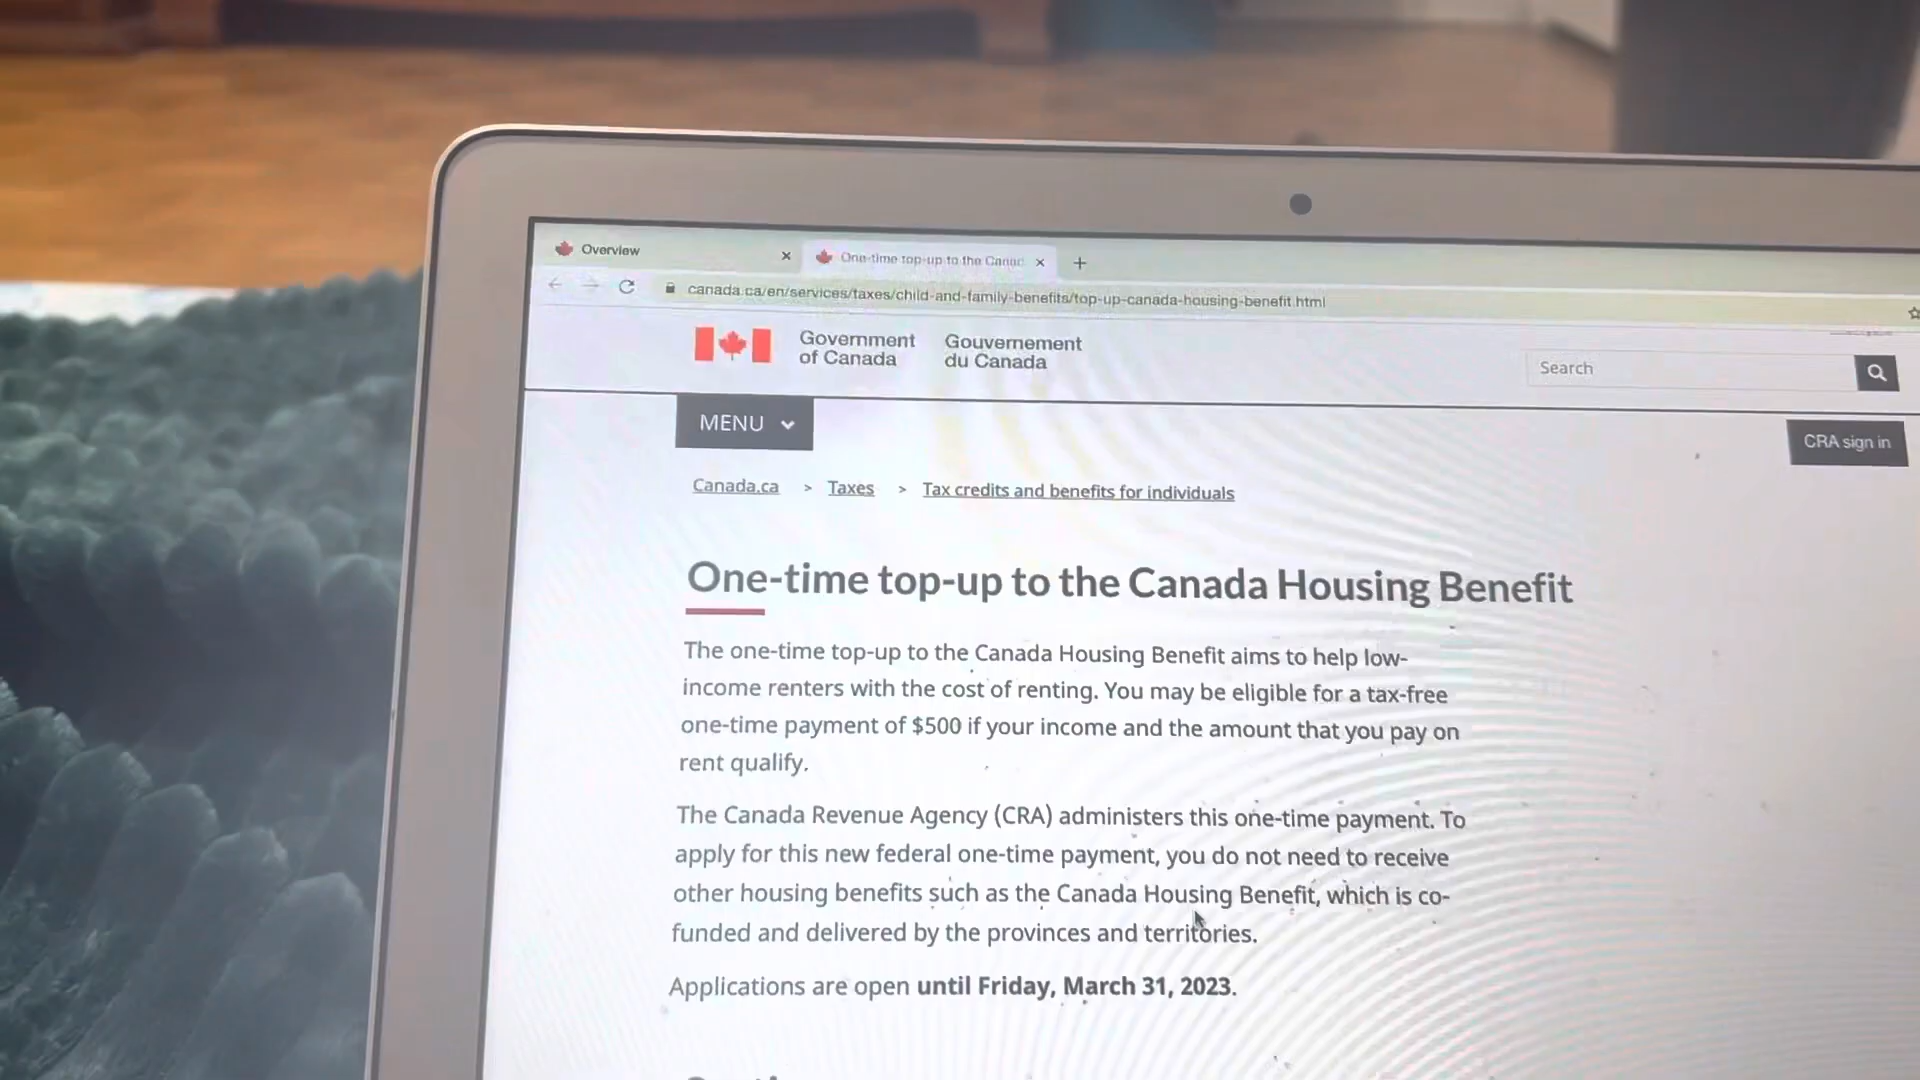 Overview
One-time top-up to the Canad
canada.ca/en/services/taxes/child-and-family-benefits/top-up-canada-housing-benefit.html
Government of Canada
Gouvernement du Canada
Search
MENU
CRA sign in
Canada.ca > Taxes > Tax credits and benefits for individuals
One-time top-up to the Canada Housing Benefit
The one-time top-up to the Canada Housing Benefit aims to help low-
income renters with the cost of renting. You may be eligible for a tax-free
one-time payment of $500 if your income and the amount that you pay on
rent qualify.
The Canada Revenue Agency (CRA) administers this one-time payment. To
apply for this new federal one-time payment, you do not need to receive
other housing benefits such as the Canada Housing Benefit, which is co-
funded and delivered by the provinces and territories.
Applications are open until Friday, March 31, 2023.